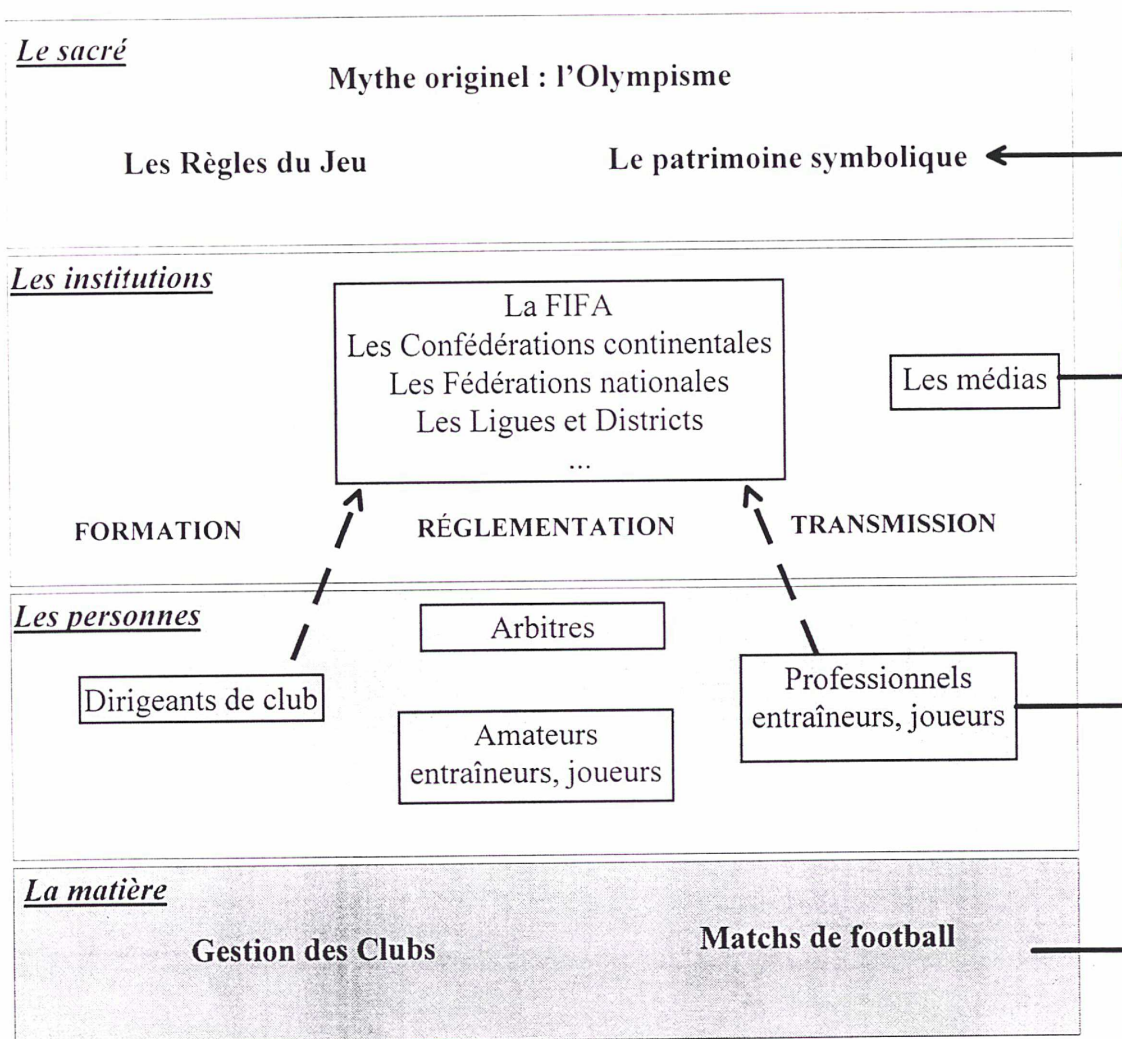 Le sacré
Mythe originel : l'Olympisme
Les Règles du Jeu
Le patrimoine symbolique
Les institutions
La FIFA
Les Confédérations continentales
Les Fédérations nationales
Les Ligues et Districts
...
Les médias
FORMATION
RÉGLEMENTATION
TRANSMISSION
Les personnes
Arbitres
Dirigeants de club
Professionnels
entraîneurs, joueurs
Amateurs
entraîneurs, joueurs
La matière
Gestion des Clubs
Matchs de football